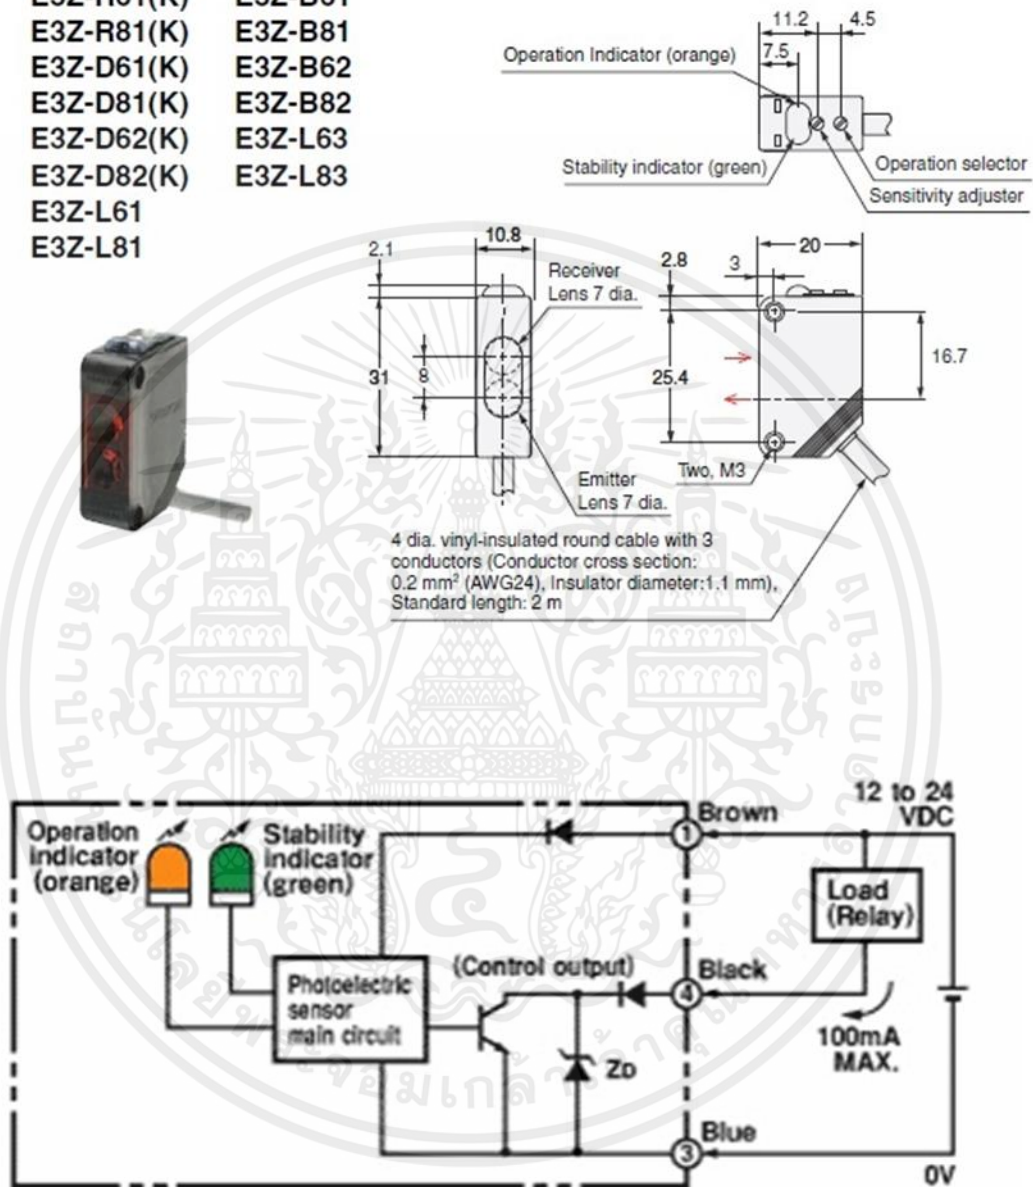 E3Z-R61(K) E3Z-B61
E3Z-R81(K) E3Z-B81
E3Z-D61(K) E3Z-B62
E3Z-D81(K) E3Z-B82
E3Z-D62(K) E3Z-L63
E3Z-D82(K) E3Z-L83
E3Z-L61
E3Z-L81
11.2 4.5
7.5
Operation Indicator (orange)
Stability indicator (green)
Operation selector
Sensitivity adjuster
2.1
10.8
Receiver
Lens 7 dia.
31
8
Emitter
Lens 7 dia.
20
2.8
3
16.7
25.4
Two, M3
4 dia. vinyl-insulated round cable with 3
conductors (Conductor cross section:
0.2 mm² (AWG24), Insulator diameter:1.1 mm),
Standard length: 2 m
Operation
indicator
(orange)
Stability
indicator
(green)
Photoelectric
sensor
main circuit
(Control output)
ZD
1
Brown
4
Black
3
Blue
12 to 24
VDC
Load
(Relay)
100mA
MAX.
0V